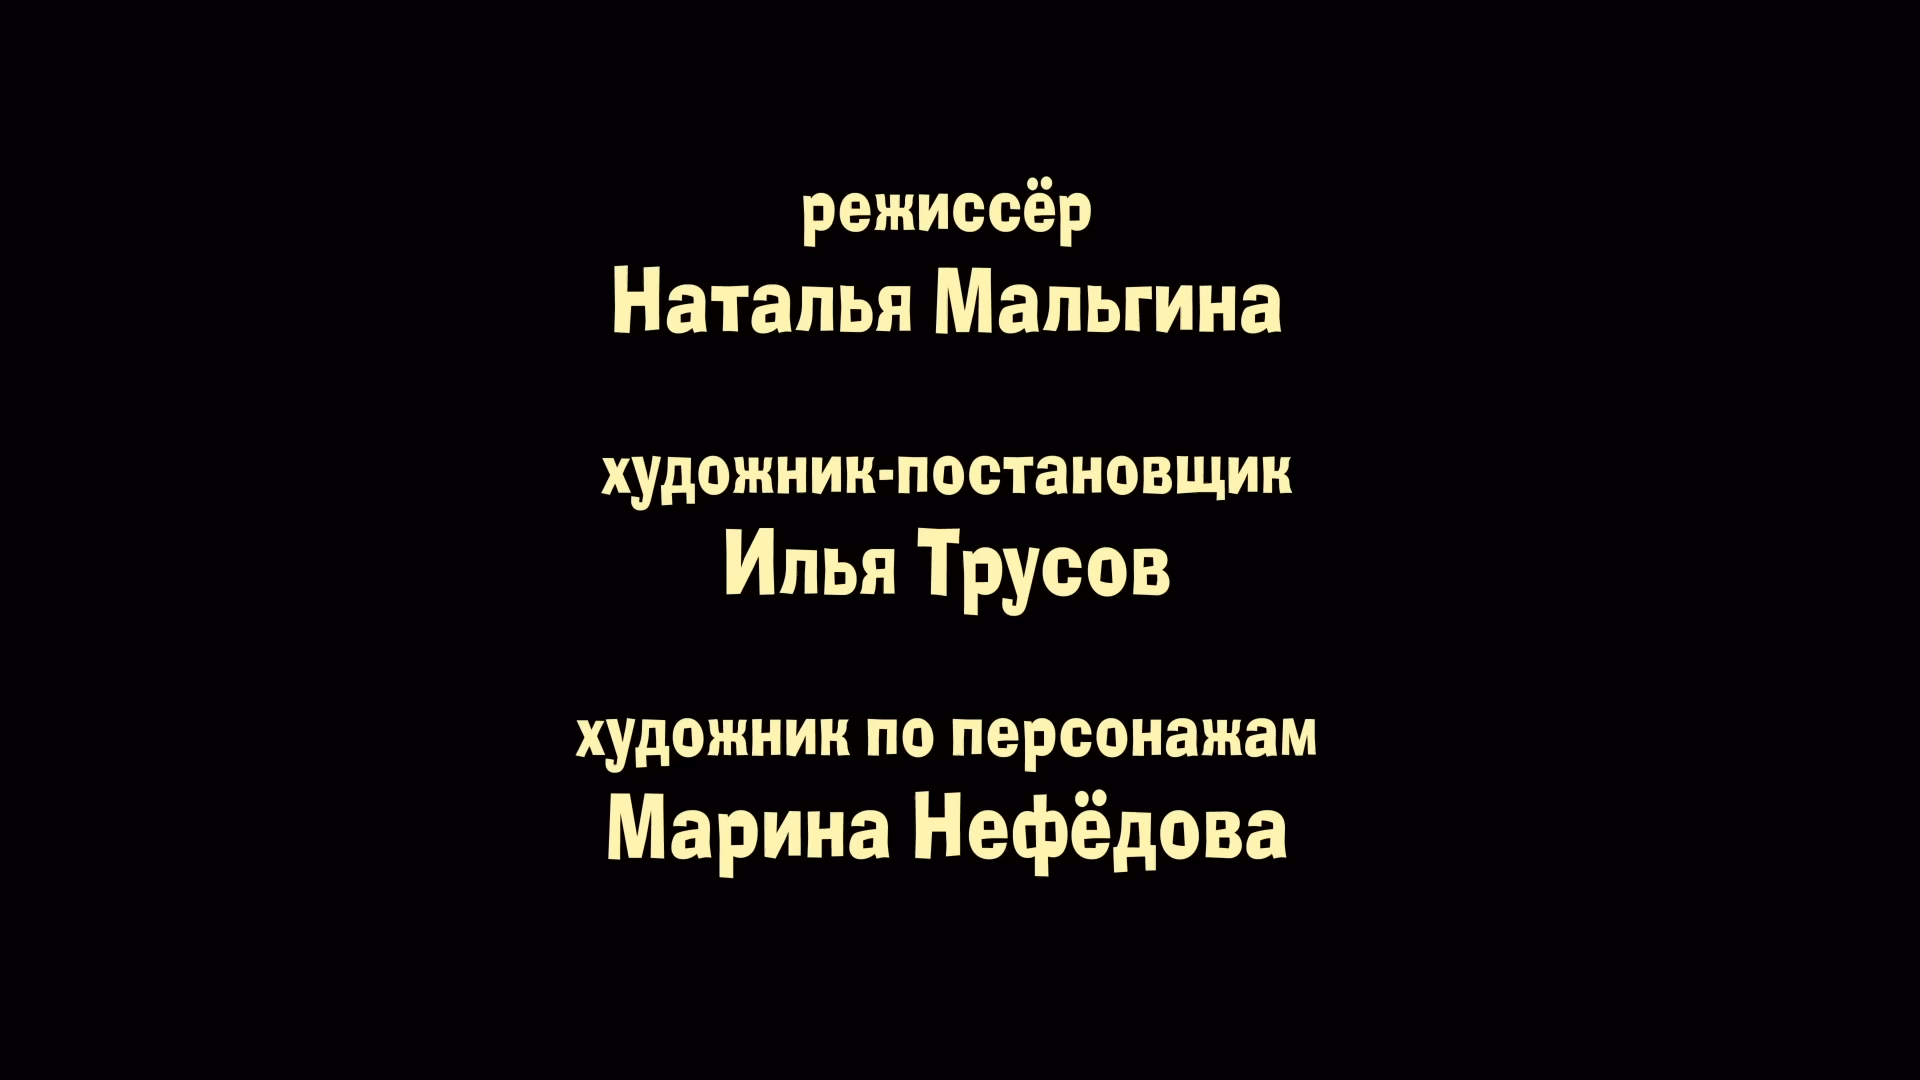 режиссёр
Наталья Мальгина
художник-постановщик
Илья Трусов
художник по персонажам
Марина Нефёдова